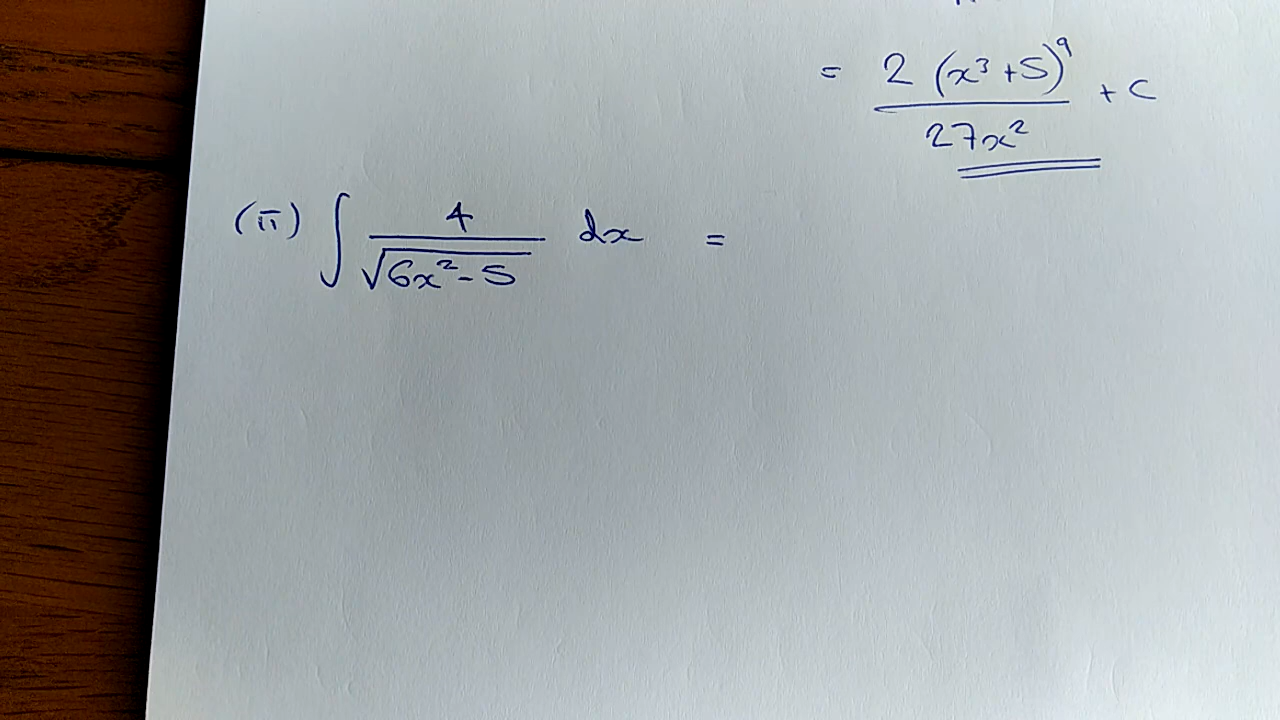 = 2 (x³+5)⁹ / 27x² + C
(ii) ∫ 4 / √(6x²-5) dx =